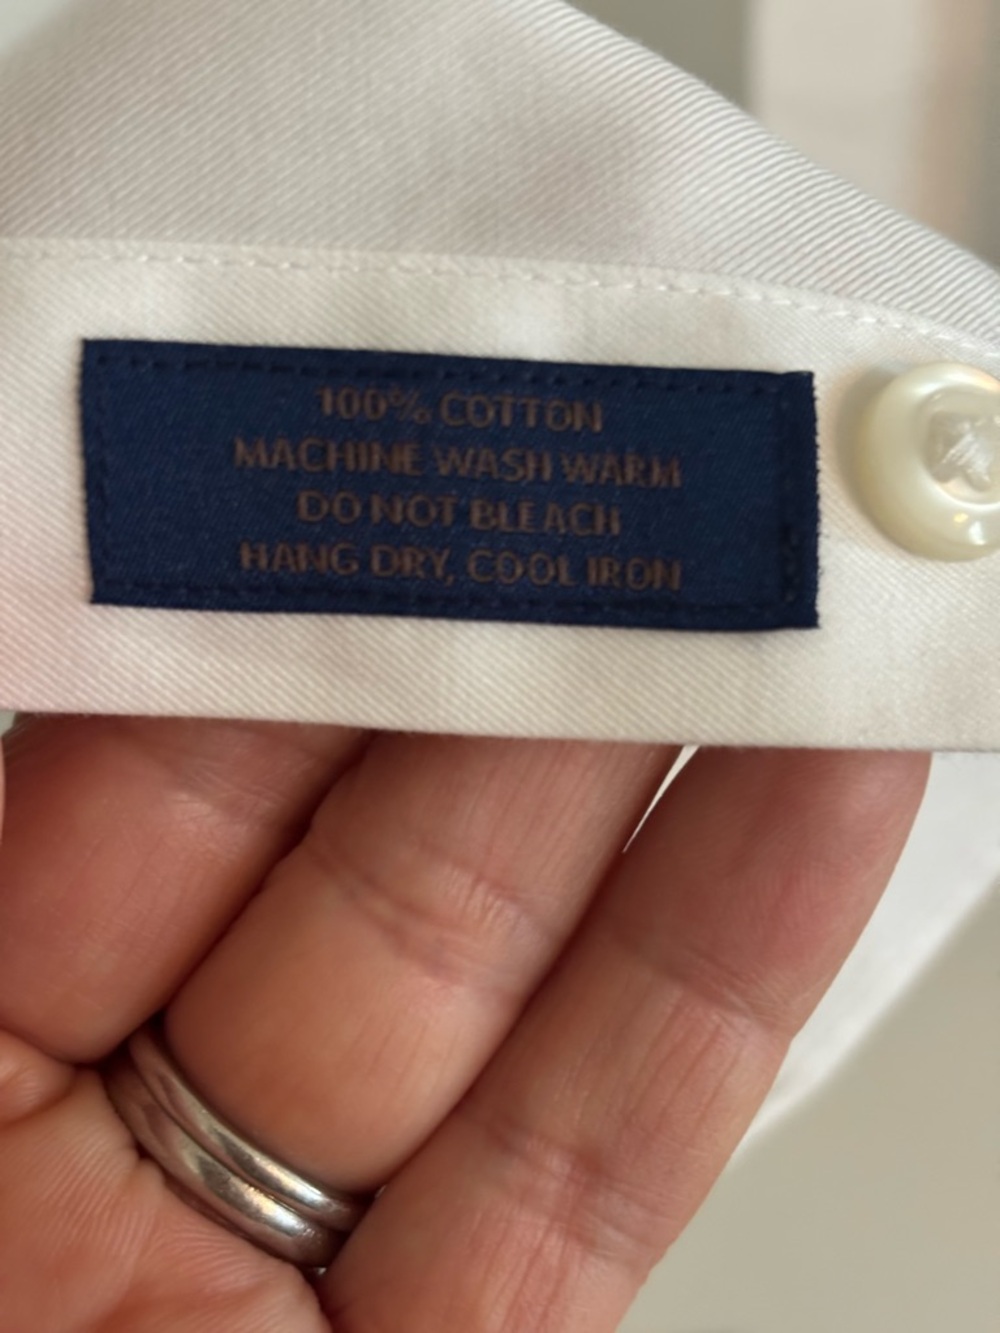 100% COTTON
MACHINE WASH WARM
DO NOT BLEACH
HANG DRY, COOL IRON